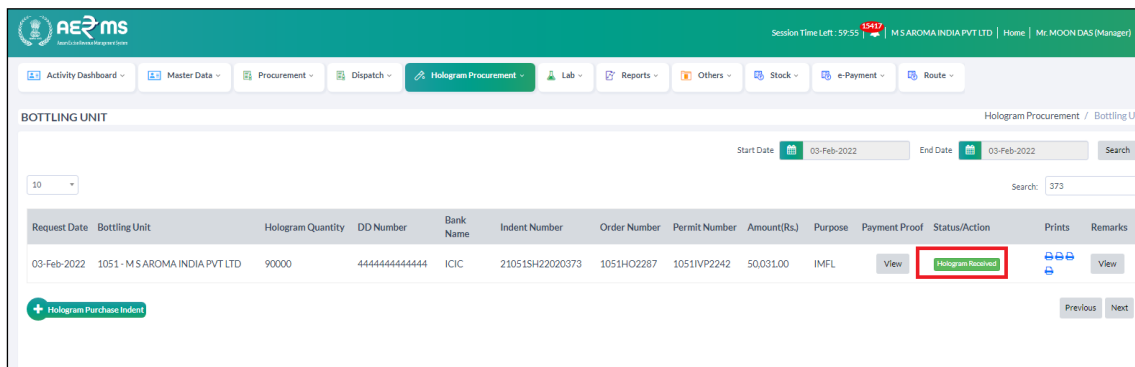 AERMS
Session Time Left : 59:55 15417 | M S AROMA INDIA PVT LTD | Home | Mr. MOON DAS (Manager)
Activity Dashboard Master Data Procurement Dispatch Hologram Procurement Lab Reports Others Stock e-Payment Route
BOTTLING UNIT
Hologram Procurement / Bottling U
Start Date 03-Feb-2022 End Date 03-Feb-2022 Search
10 Search: 373
Request Date Bottling Unit Hologram Quantity DD Number Bank Name Indent Number Order Number Permit Number Amount(Rs.) Purpose Payment Proof Status/Action Prints Remarks
03-Feb-2022 1051 - M S AROMA INDIA PVT LTD 90000 4444444444444 ICIC 21051SH22020373 1051HO2287 1051IVP2242 50,031.00 IMFL View Hologram Received View
Hologram Purchase Indent
Previous Next